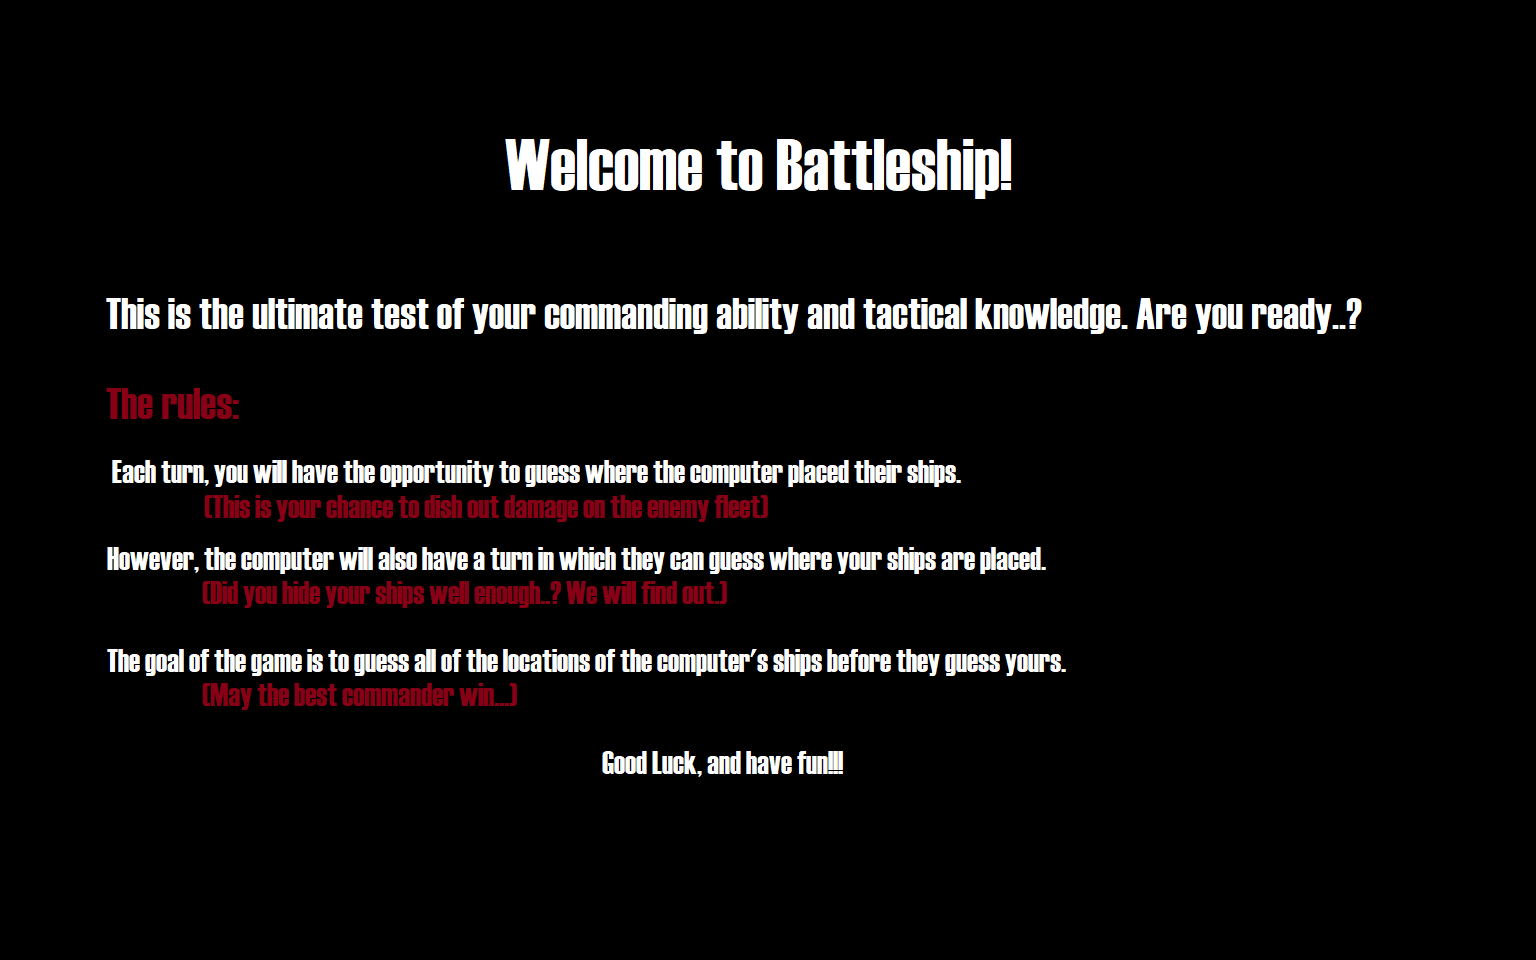 Welcome to Battleship!
This is the ultimate test of your commanding ability and tactical knowledge. Are you ready..?
The rules:
Each turn, you will have the opportunity to guess where the computer placed their ships.
(This is your chance to dish out damage on the enemy fleet)
However, the computer will also have a turn in which they can guess where your ships are placed.
(Did you hide your ships well enough..? We will find out.)
The goal of the game is to guess all of the locations of the computer's ships before they guess yours.
(May the best commander win...)
Good Luck, and have fun!!!